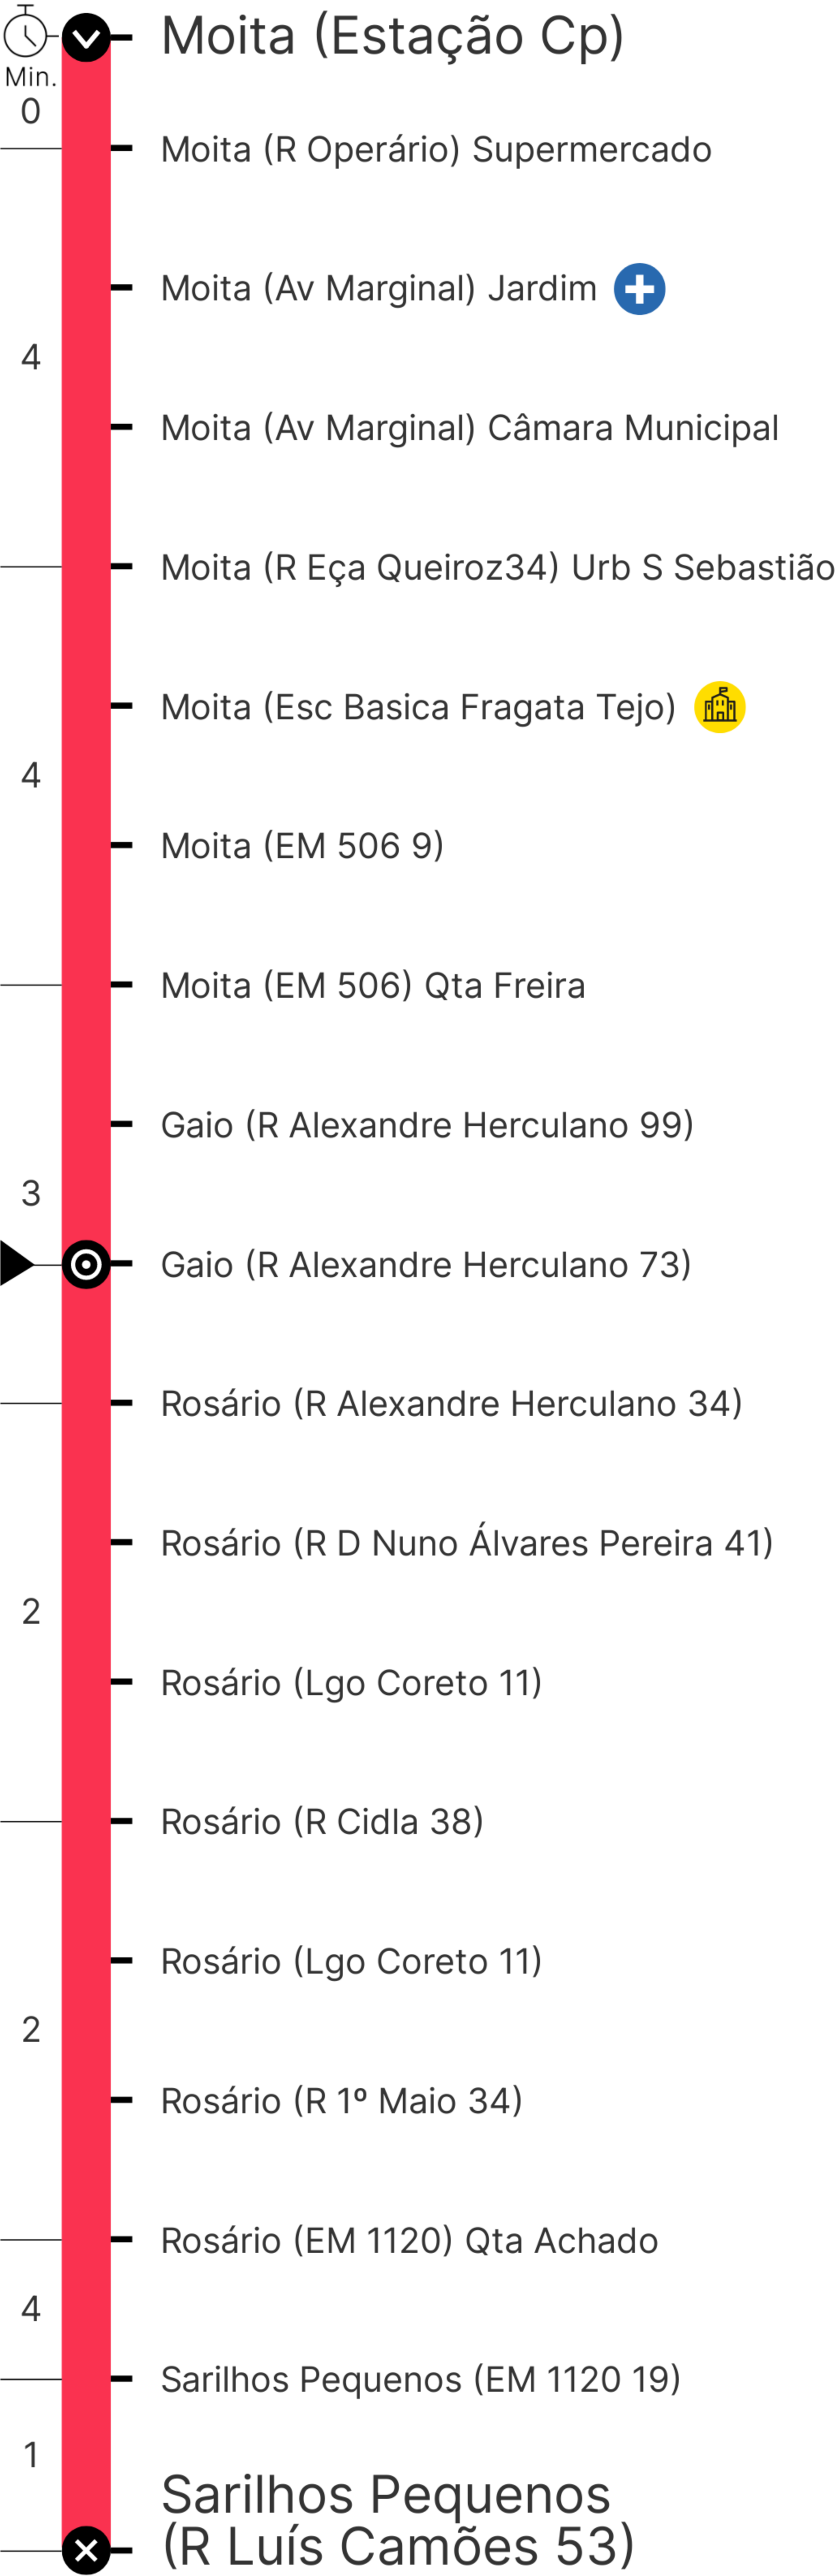 Moita (Estação Cp)
Min.
0
Moita (R Operário) Supermercado
Moita (Av Marginal) Jardim
4
Moita (Av Marginal) Câmara Municipal
Moita (R Eça Queiroz34) Urb S Sebastião
Moita (Esc Basica Fragata Tejo)
4
Moita (EM 506 9)
Moita (EM 506) Qta Freira
Gaio (R Alexandre Herculano 99)
3
Gaio (R Alexandre Herculano 73)
Rosário (R Alexandre Herculano 34)
Rosário (R D Nuno Álvares Pereira 41)
2
Rosário (Lgo Coreto 11)
Rosário (R Cidla 38)
Rosário (Lgo Coreto 11)
2
Rosário (R 1º Maio 34)
Rosário (EM 1120) Qta Achado
4
Sarilhos Pequenos (EM 1120 19)
1
Sarilhos Pequenos
(R Luís Camões 53)